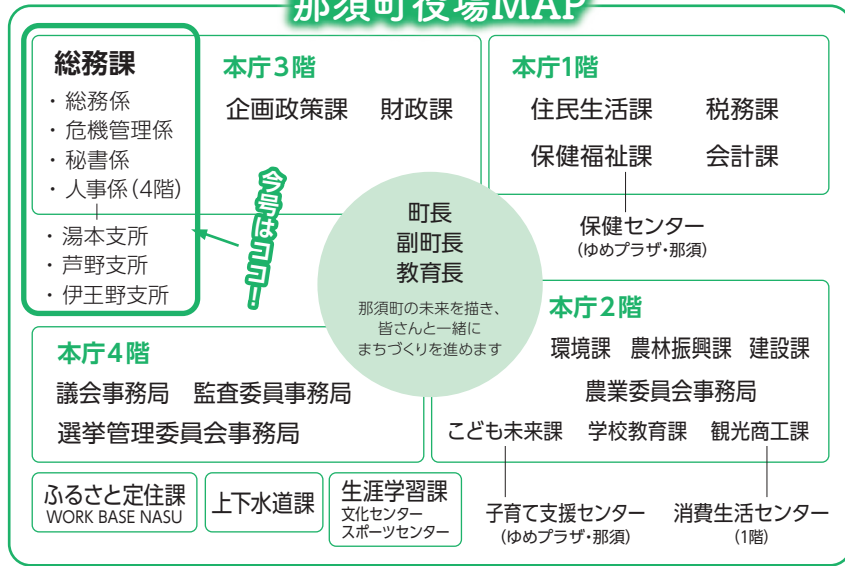 那須町役場MAP
総務課
・総務係
・危機管理係
・秘書係
・人事係(4階)
・湯本支所
・芦野支所
・伊王野支所
今号はココ!
本庁3階
企画政策課 財政課
本庁1階
住民生活課 税務課
保健福祉課 会計課
保健センター
(ゆめプラザ・那須)
町長
副町長
教育長
那須町の未来を描き、
皆さんと一緒に
まちづくりを進めます
本庁4階
議会事務局 監査委員事務局
選挙管理委員会事務局
本庁2階
環境課 農林振興課 建設課
農業委員会事務局
こども未来課 学校教育課 観光商工課
子育て支援センター
(ゆめプラザ・那須)
消費生活センター
(1階)
ふるさと定住課
WORK BASE NASU
上下水道課
生涯学習課
文化センター
スポーツセンター